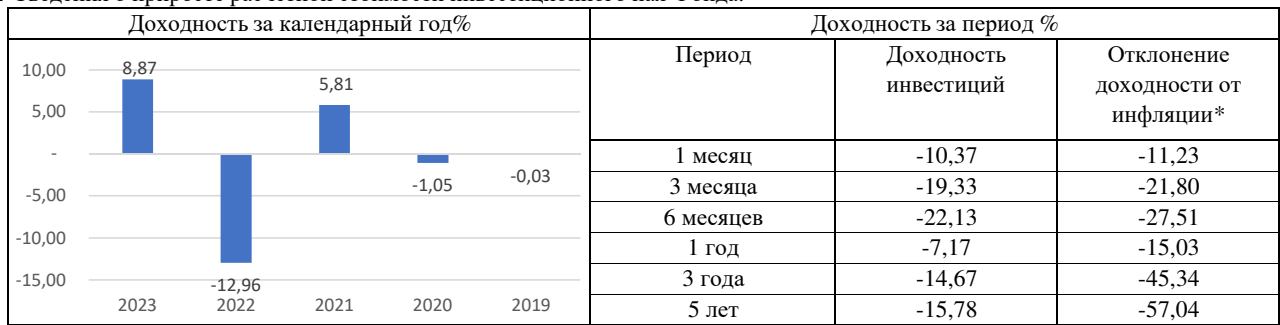 Доходность за календарный год%
10,00
5,00
-
-5,00
-10,00
-15,00
8,87
-12,96
5,81
-1,05
-0,03
2023 2022 2021 2020 2019
Доходность за период %
Период Доходность инвестиций Отклонение доходности от инфляции*
1 месяц -10,37 -11,23
3 месяца -19,33 -21,80
6 месяцев -22,13 -27,51
1 год -7,17 -15,03
3 года -14,67 -45,34
5 лет -15,78 -57,04